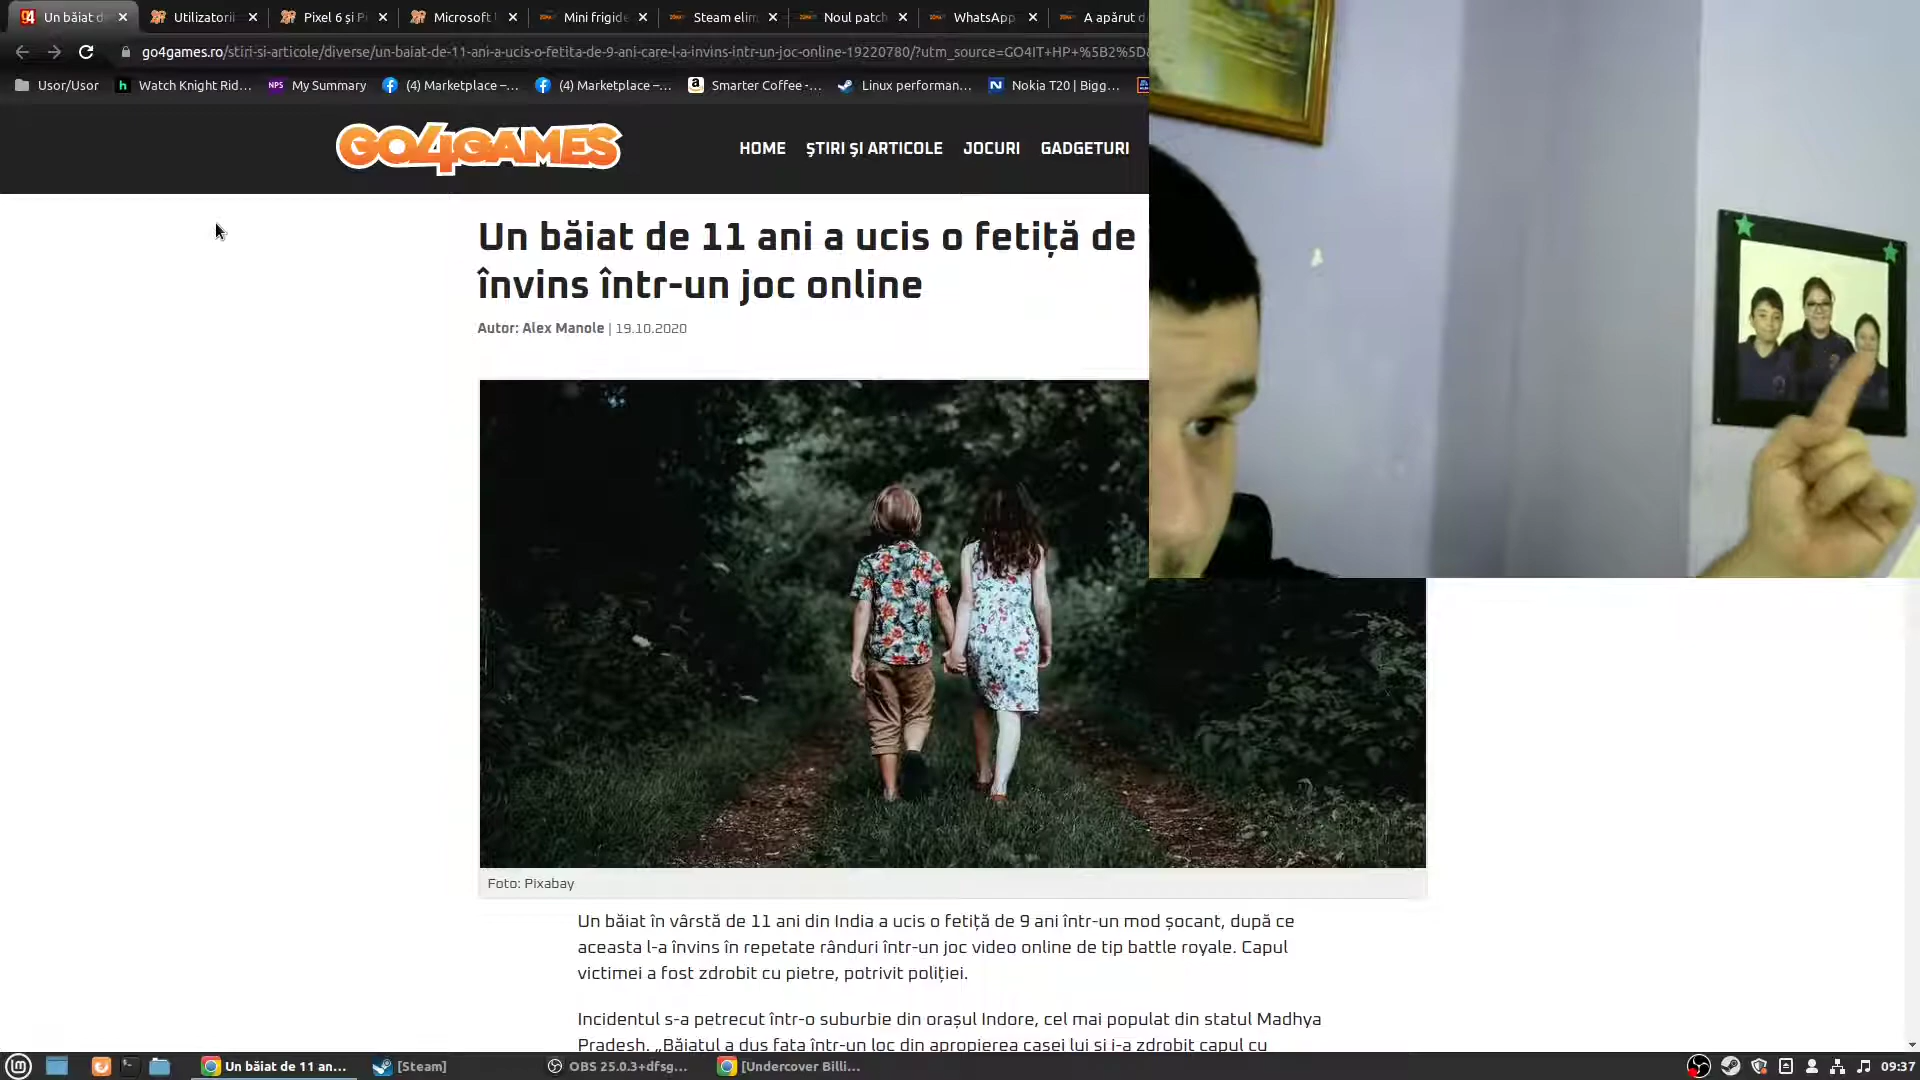 Un băiat d
Utilizatorii
Pixel 6 și Pi
Microsoft
Mini frigide
Steam elim
Noul patch
WhatsApp
A apărut d
go4games.ro/stiri-si-articole/diverse/un-baiat-de-11-ani-a-ucis-o-fetita-de-9-ani-care-l-a-invins-intr-un-joc-online-19220780/?utm_source=GO4IT+HP+%5B2%5D
Usor/Usor
h Watch Knight Rid...
NPS My Summary
(4) Marketplace –...
(4) Marketplace –...
a Smarter Coffee -...
Linux performan...
N Nokia T20 | Bigg...
GO4GAMES
HOME ŞTIRI ŞI ARTICOLE JOCURI GADGETURI
Un băiat de 11 ani a ucis o fetiță de
învins într-un joc online
Autor: Alex Manole | 19.10.2020
Foto: Pixabay
Un băiat în vârstă de 11 ani din India a ucis o fetiță de 9 ani într-un mod șocant, după ce
aceasta l-a învins în repetate rânduri într-un joc video online de tip battle royale. Capul
victimei a fost zdrobit cu pietre, potrivit poliției.
Incidentul s-a petrecut într-o suburbie din orașul Indore, cel mai populat din statul Madhya
Pradesh. „Băiatul a dus fata într-un loc din apropierea casei lui și i-a zdrobit capul cu
Un băiat de 11 an...
[Steam]
OBS 25.0.3+dfsg...
[Undercover Billi...
09:37